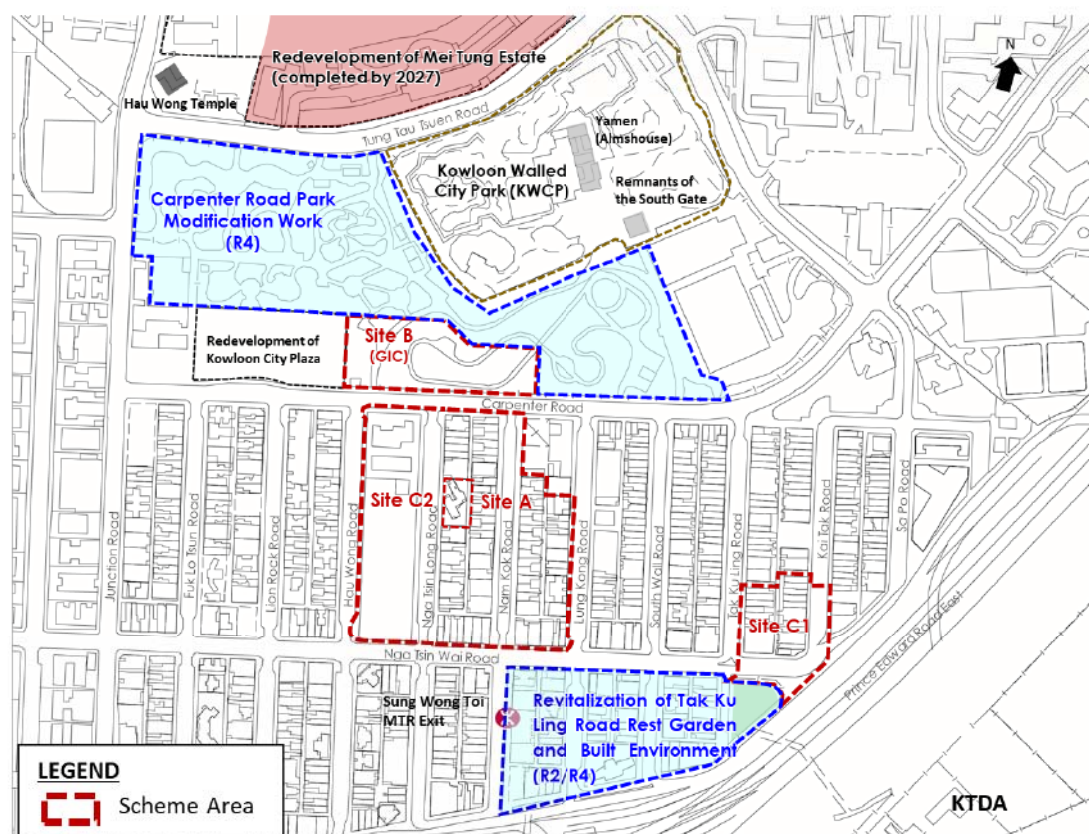 Redevelopment of Mei Tung Estate
(completed by 2027)
N
Hau Wong Temple
Tung Tau Tsuen Road
Yamen
(Almshouse)
Kowloon Walled
City Park (KWCP)
Remnants of
the South Gate
Carpenter Road Park
Modification Work
(R4)
Redevelopment of
Kowloon City Plaza
Site B
(GIC)
Carpenter Road
Junction Road
Fuk Lo Tsun Road
Lion Rock Road
Hau Wong Road
Site C2
Nga Tsin Long Road
Site A
Nam Kok Road
Lung Kong Road
South Wall Road
Tak Ku Ling Road
Kai Tak Road
Sa Po Road
Site C1
Prince Edward Road East
Nga Tsin Wai Road
Sung Wong Toi
MTR Exit
K
Revitalization of Tak Ku
Ling Road Rest Garden
and Built Environment
(R2/R4)
LEGEND
Scheme Area
KTDA